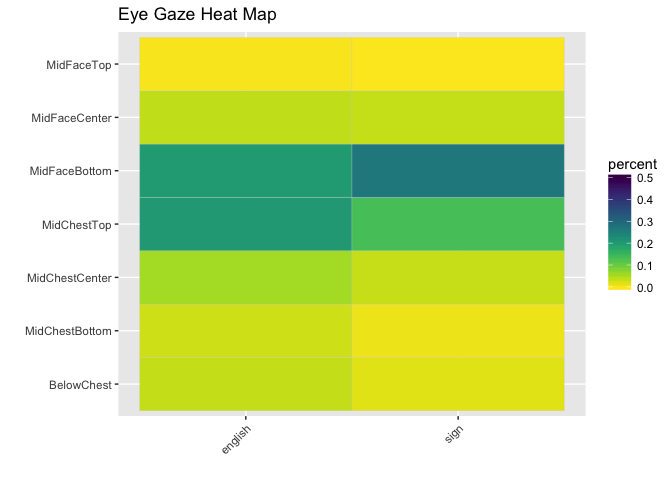 Eye Gaze Heat Map
MidFaceTop
MidFaceCenter
MidFaceBottom
MidChestTop
MidChestCenter
MidChestBottom
BelowChest
english
sign
percent
0.5
0.4
0.3
0.2
0.1
0.0